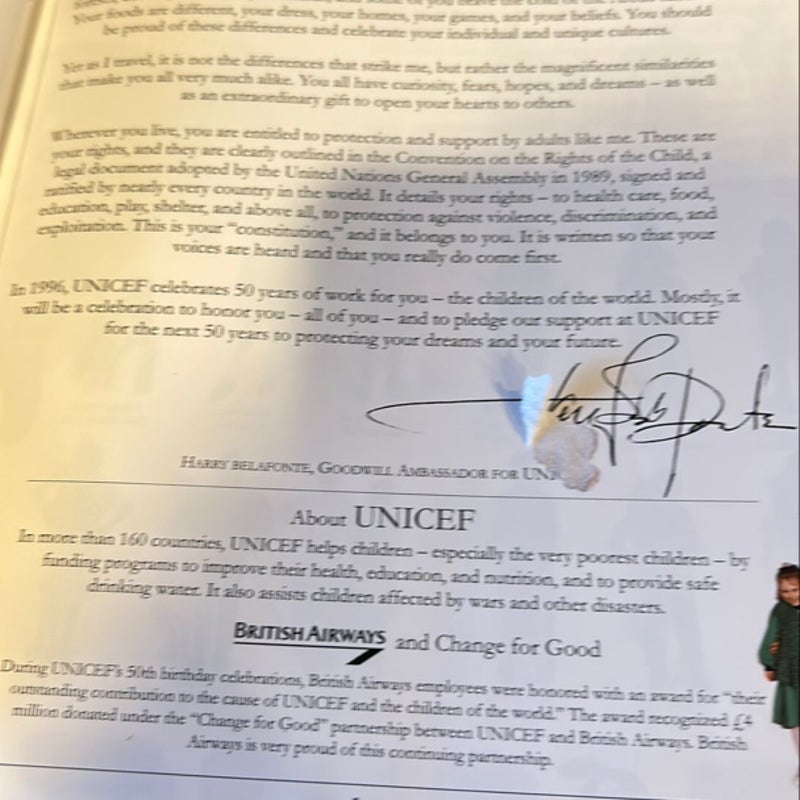 Your foods are different, your dress, your homes, your games, and your beliefs. You should
be proud of these differences and celebrate your individual and unique cultures.
Yet as I travel, it is not the differences that strike me, but rather the magnificent similarities
that make you all very much alike. You all have curiosity, fears, hopes, and dreams – as well
as an extraordinary gift to open your hearts to others.
Wherever you live, you are entitled to protection and support by adults like me. These are
your rights, and they are clearly outlined in the Convention on the Rights of the Child, a
legal document adopted by the United Nations General Assembly in 1989, signed and
ratified by nearly every country in the world. It details your rights – to health care, food,
education, play, shelter, and above all, to protection against violence, discrimination, and
exploitation. This is your “constitution,” and it belongs to you. It is written so that your
voices are heard and that you really do come first.
In 1996, UNICEF celebrates 50 years of work for you – the children of the world. Mostly, it
will be a celebration to honor you – all of you – and to pledge our support at UNICEF
for the next 50 years to protecting your dreams and your future.
HARRY BELAFONTE, GOODWILL AMBASSADOR FOR UNI
About UNICEF
In more than 160 countries, UNICEF helps children – especially the very poorest children – by
funding programs to improve their health, education, and nutrition, and to provide safe
drinking water. It also assists children affected by wars and other disasters.
BRITISH AIRWAYS and Change for Good
During UNICEF's 50th birthday celebrations, British Airways employees were honored with an award for “their
outstanding contribution to the cause of UNICEF and the children of the world.” The award recognized £4
million donated under the “Change for Good” partnership between UNICEF and British Airways. British
Airways is very proud of this continuing partnership.